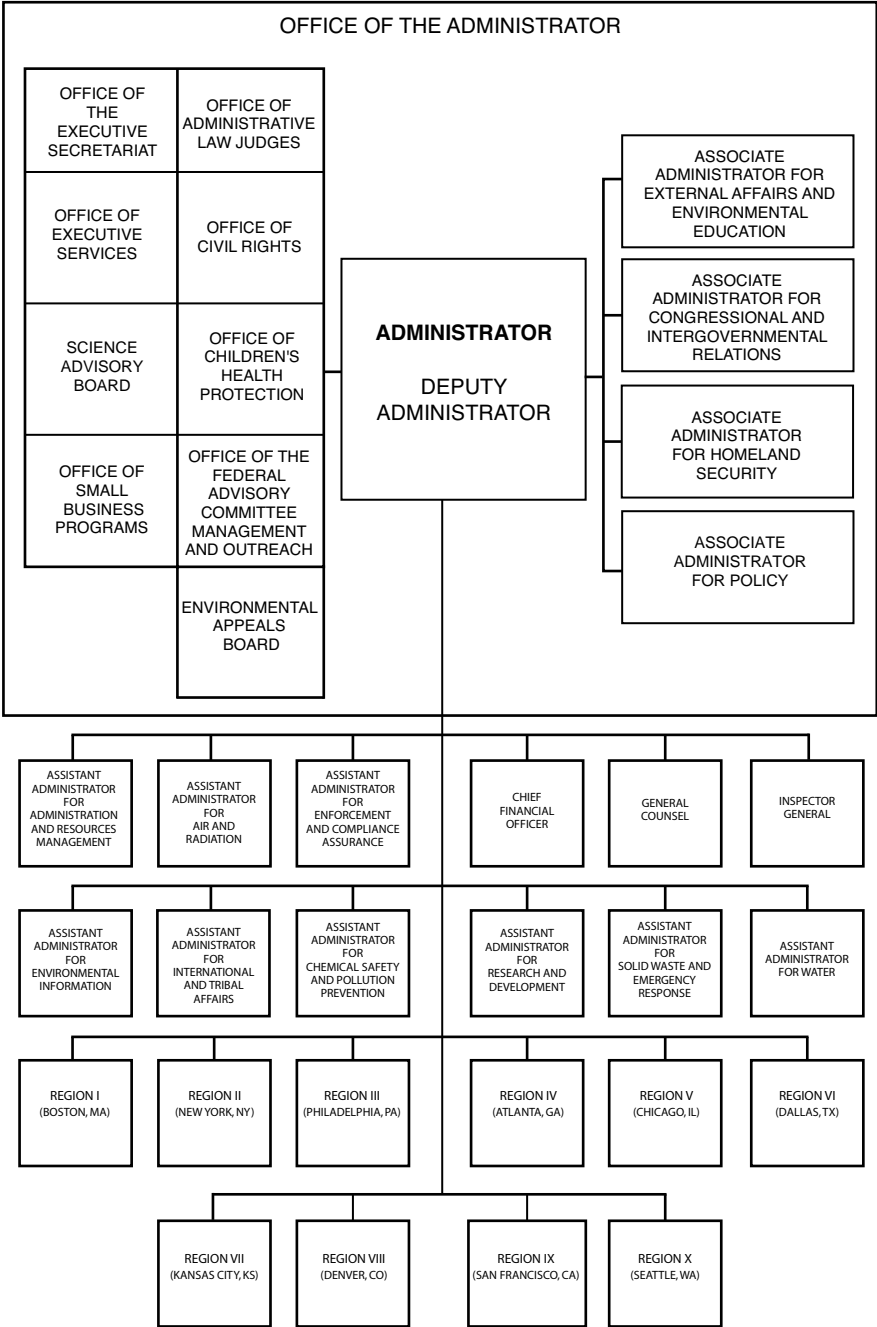 OFFICE OF THE ADMINISTRATOR
OFFICE OF
THE
EXECUTIVE
SECRETARIAT
OFFICE OF
ADMINISTRATIVE
LAW JUDGES
OFFICE OF
EXECUTIVE
SERVICES
OFFICE OF
CIVIL RIGHTS
SCIENCE
ADVISORY
BOARD
OFFICE OF
CHILDREN'S
HEALTH
PROTECTION
OFFICE OF
SMALL
BUSINESS
PROGRAMS
OFFICE OF THE
FEDERAL
ADVISORY
COMMITTEE
MANAGEMENT
AND OUTREACH
ENVIRONMENTAL
APPEALS
BOARD
ADMINISTRATOR
DEPUTY
ADMINISTRATOR
ASSOCIATE
ADMINISTRATOR FOR
EXTERNAL AFFAIRS AND
ENVIRONMENTAL
EDUCATION
ASSOCIATE
ADMINISTRATOR FOR
CONGRESSIONAL AND
INTERGOVERNMENTAL
RELATIONS
ASSOCIATE
ADMINISTRATOR
FOR HOMELAND
SECURITY
ASSOCIATE
ADMINISTRATOR
FOR POLICY
ASSISTANT
ADMINISTRATOR
FOR
ADMINISTRATION
AND RESOURCES
MANAGEMENT
ASSISTANT
ADMINISTRATOR
FOR
AIR AND
RADIATION
ASSISTANT
ADMINISTRATOR
FOR
ENFORCEMENT
AND COMPLIANCE
ASSURANCE
CHIEF
FINANCIAL
OFFICER
GENERAL
COUNSEL
INSPECTOR
GENERAL
ASSISTANT
ADMINISTRATOR
FOR
ENVIRONMENTAL
INFORMATION
ASSISTANT
ADMINISTRATOR
FOR
INTERNATIONAL
AND TRIBAL
AFFAIRS
ASSISTANT
ADMINISTRATOR
FOR
CHEMICAL SAFETY
AND POLLUTION
PREVENTION
ASSISTANT
ADMINISTRATOR
FOR
RESEARCH AND
DEVELOPMENT
ASSISTANT
ADMINISTRATOR
FOR
SOLID WASTE AND
EMERGENCY
RESPONSE
ASSISTANT
ADMINISTRATOR
FOR WATER
REGION I
(BOSTON, MA)
REGION II
(NEW YORK, NY)
REGION III
(PHILADELPHIA, PA)
REGION IV
(ATLANTA, GA)
REGION V
(CHICAGO, IL)
REGION VI
(DALLAS, TX)
REGION VII
(KANSAS CITY, KS)
REGION VIII
(DENVER, CO)
REGION IX
(SAN FRANCISCO, CA)
REGION X
(SEATTLE, WA)